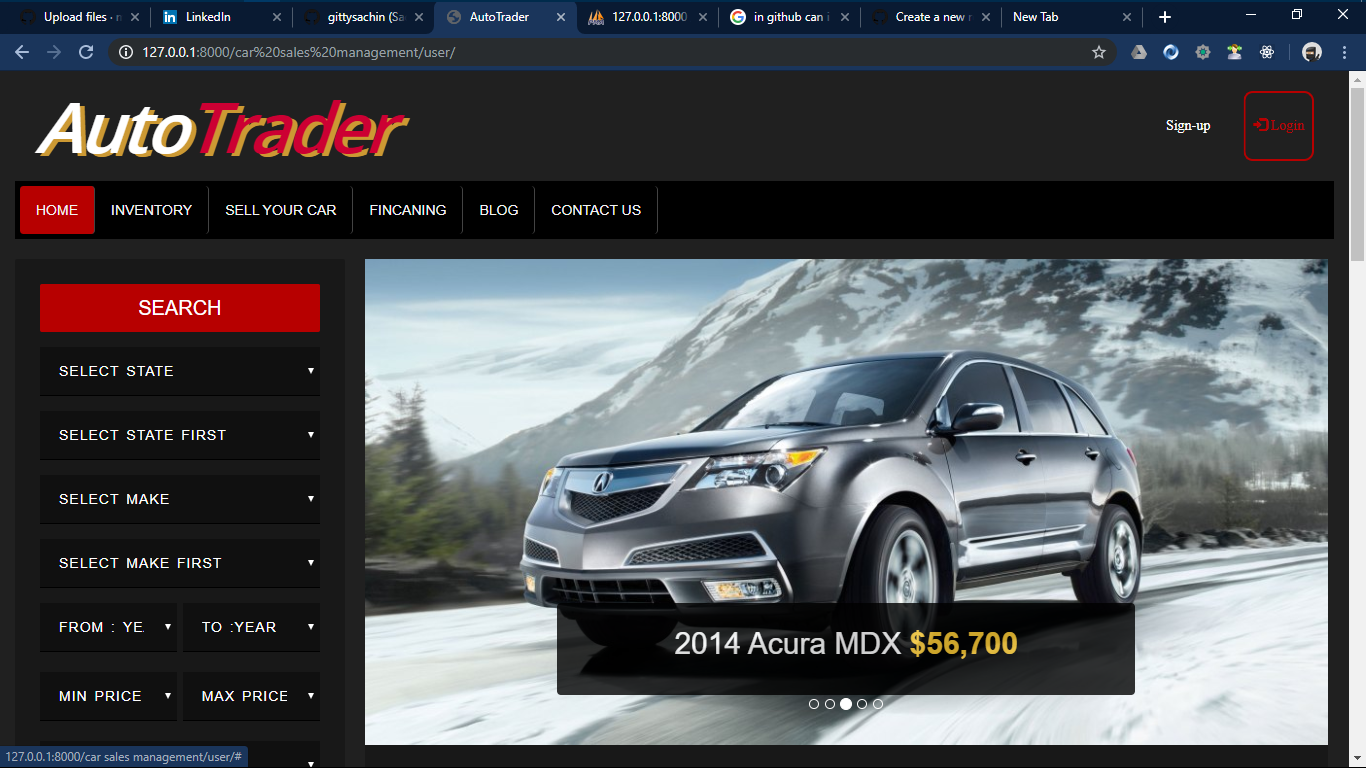 Upload files · m
LinkedIn
gittysachin (Sa
AutoTrader
127.0.0.1:8000
in github can i
Create a new r
New Tab
127.0.0.1:8000/car%20sales%20management/user/
AutoTrader
Sign-up
Login
HOME
INVENTORY
SELL YOUR CAR
FINCANING
BLOG
CONTACT US
SEARCH
SELECT STATE
SELECT STATE FIRST
SELECT MAKE
SELECT MAKE FIRST
FROM : YE
TO :YEAR
MIN PRICE
MAX PRICE
2014 Acura MDX $56,700
127.0.0.1:8000/car sales management/user/#